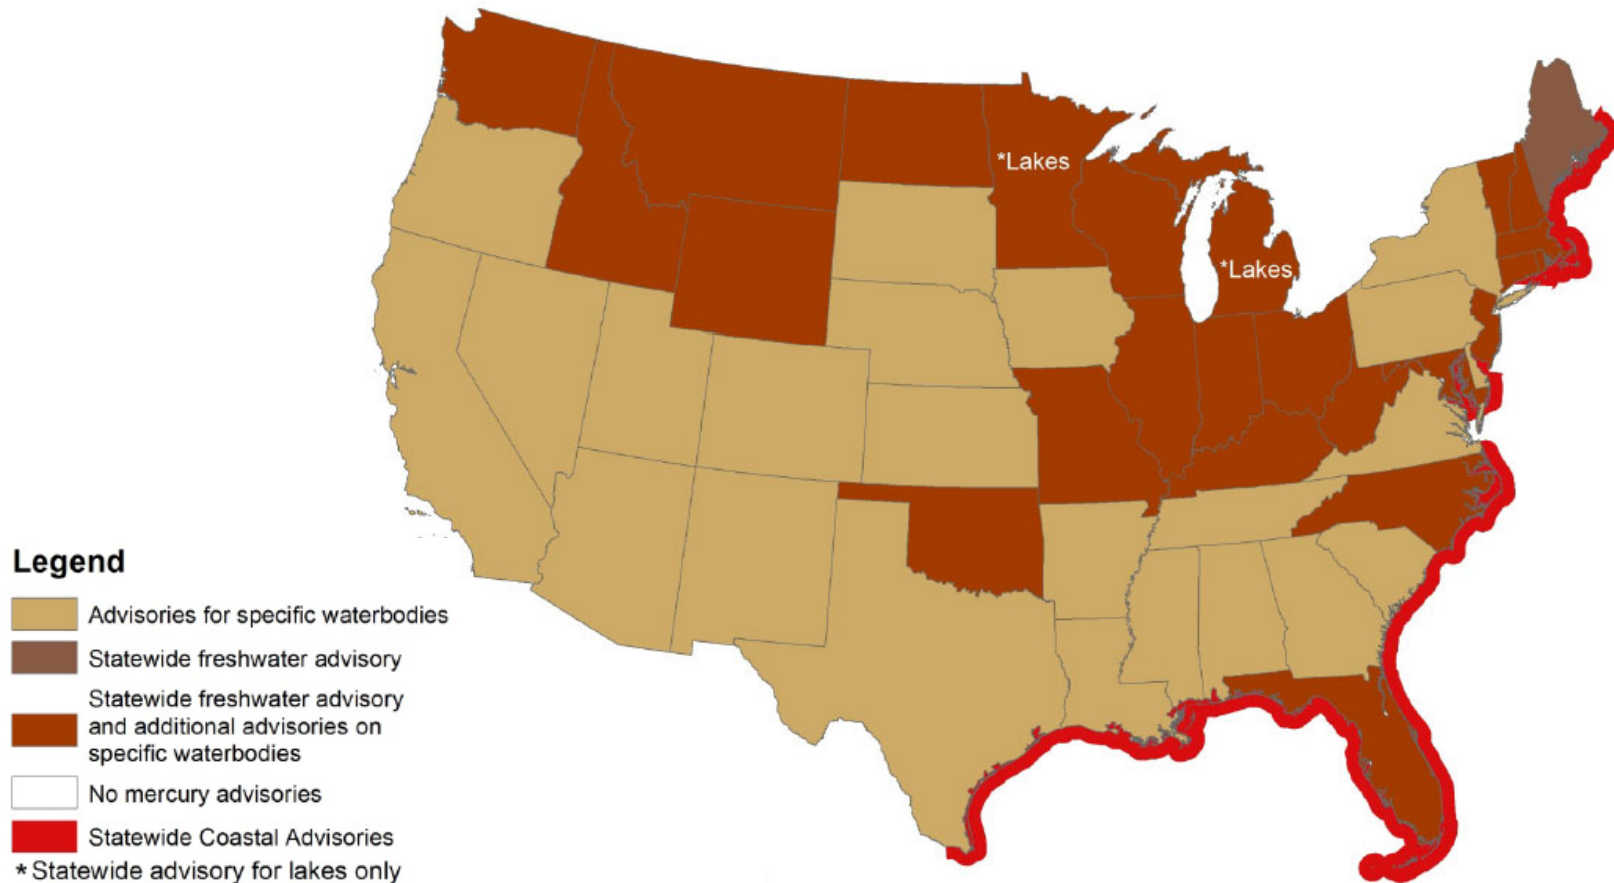 *Lakes
*Lakes
Legend
Advisories for specific waterbodies
Statewide freshwater advisory
Statewide freshwater advisory
and additional advisories on
specific waterbodies
No mercury advisories
Statewide Coastal Advisories
* Statewide advisory for lakes only